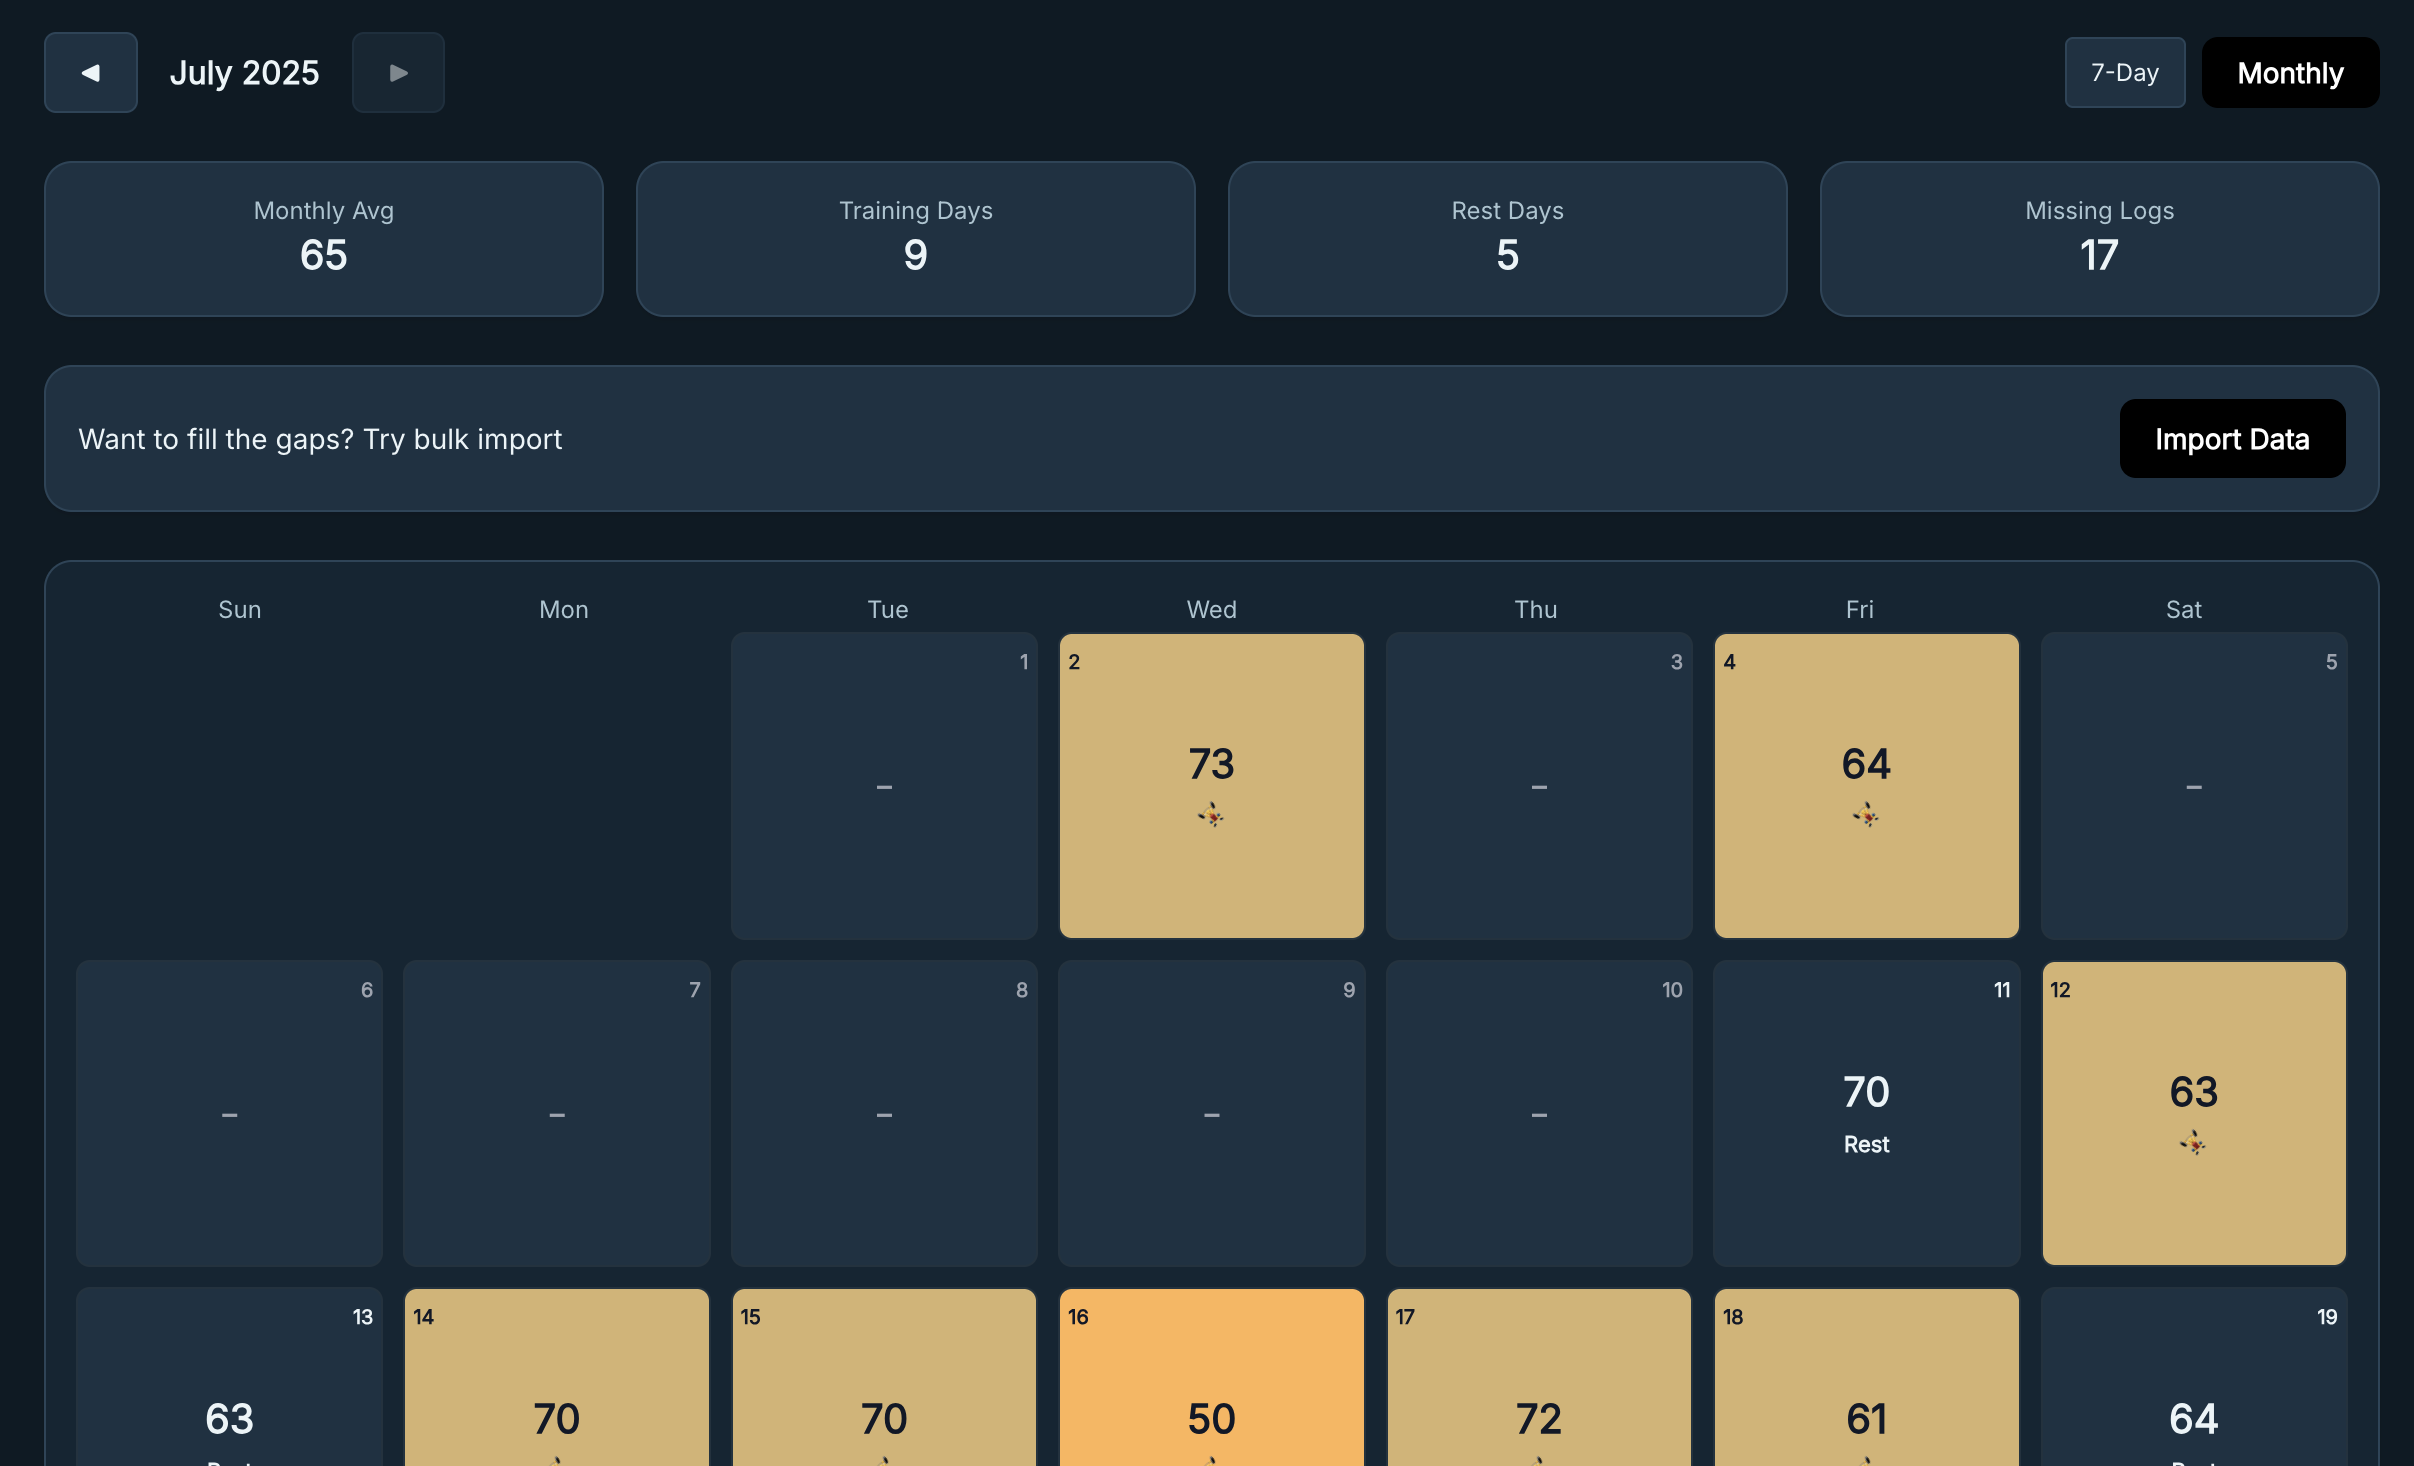 July 2025
7-Day
Monthly
Monthly Avg
65
Training Days
9
Rest Days
5
Missing Logs
17
Want to fill the gaps? Try bulk import
Import Data
Sun Mon Tue Wed Thu Fri Sat
1 2 3 4 5
– 73 – 64 –
6 7 8 9 10 11 12
– – – – – 70 63
Rest
13 14 15 16 17 18 19
63 70 70 50 72 61 64